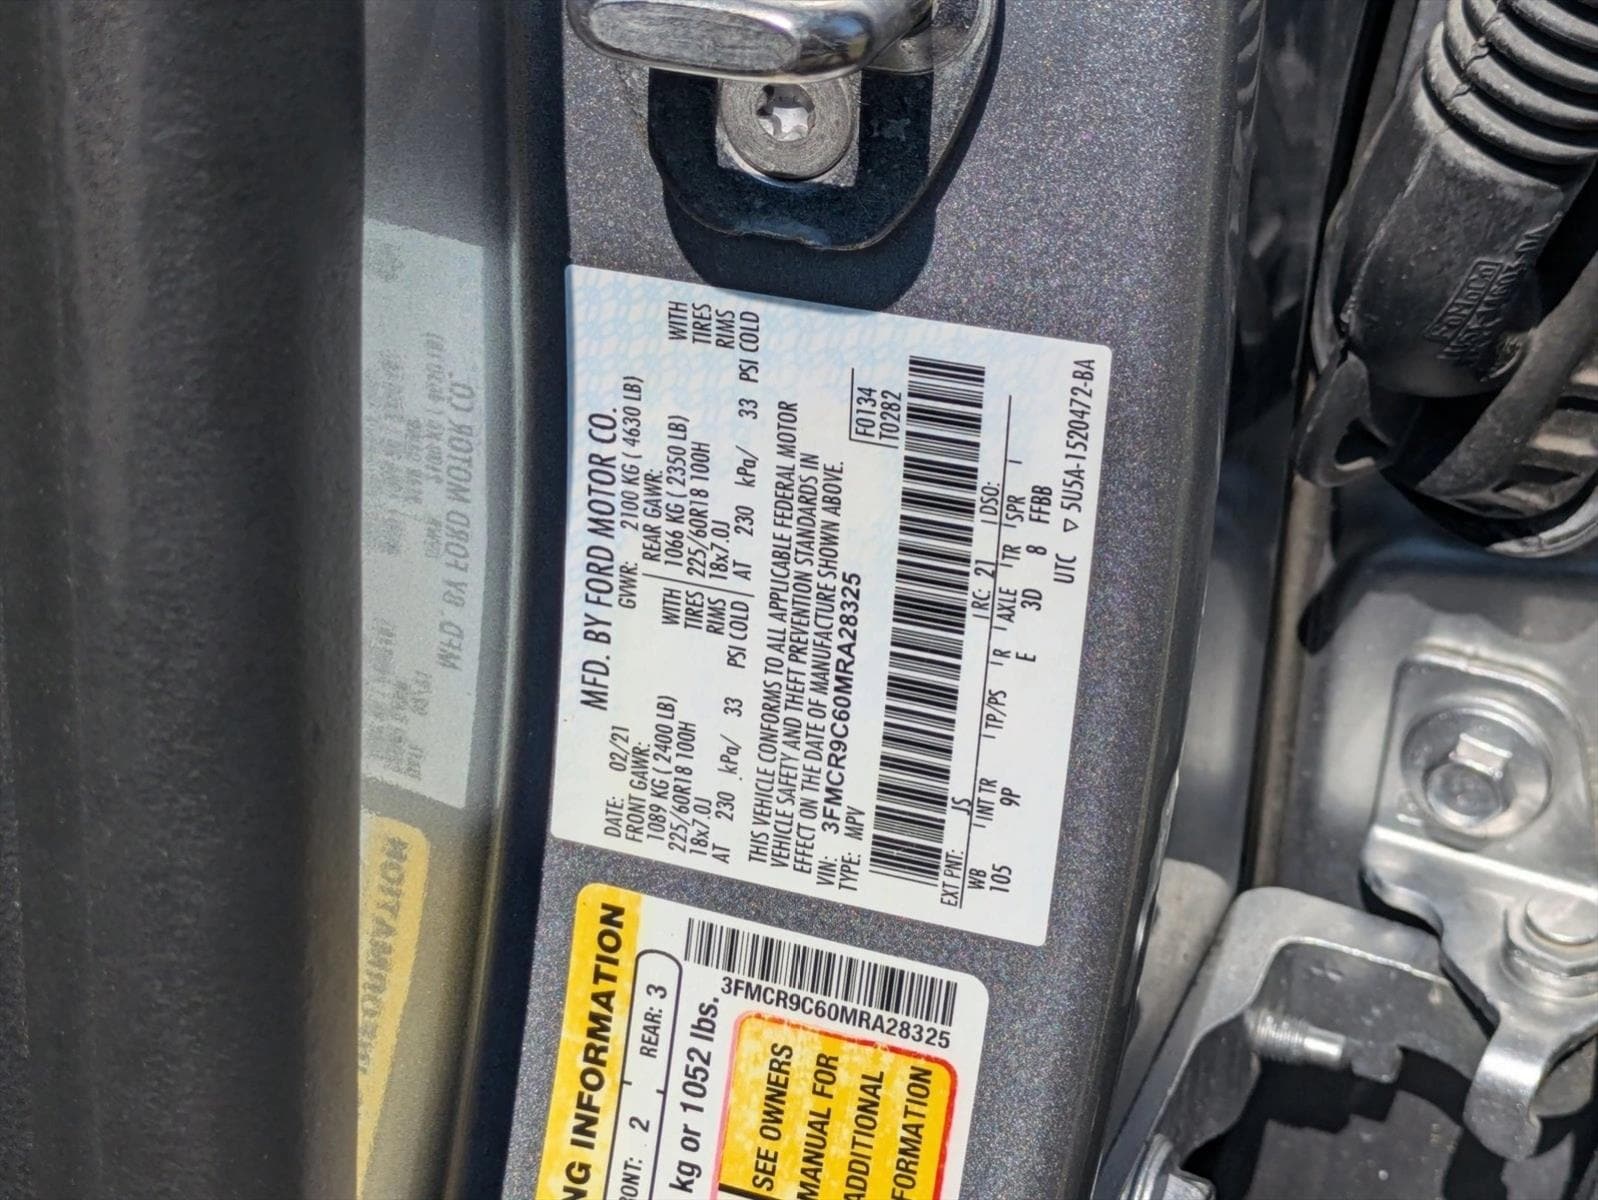 MFD. BY FORD MOTOR CO.
DATE: 02/21 GVWR: 2100 KG ( 4630 LB)
FRONT GAWR: REAR GAWR:
1089 KG ( 2400 LB) WITH 1066 KG ( 2350 LB) WITH
225/60R18 100H TIRES 225/60R18 100H TIRES
18x7.0J RIMS 18x7.0J RIMS
AT 230 kPa/ 33 PSI COLD AT 230 kPa/ 33 PSI COLD
THIS VEHICLE CONFORMS TO ALL APPLICABLE FEDERAL MOTOR
VEHICLE SAFETY AND THEFT PREVENTION STANDARDS IN
EFFECT ON THE DATE OF MANUFACTURE SHOWN ABOVE.
VIN: 3FMCR9C60MRA28325 F0134
TYPE: MPV 1T0282
EXT PNT: JS RC: 21 DSO:
WB INT TR TP/PS R AXLE TR SPR
105 9P E 3D 8 FFBB
UTC ▽ 5U5A-1520472-BA
NG INFORMATION
ONT: 2 REAR: 3
kg or 1052 lbs.
3FMCR9C60MRA28325
SEE OWNERS
MANUAL FOR
ADDITIONAL
FORMATION